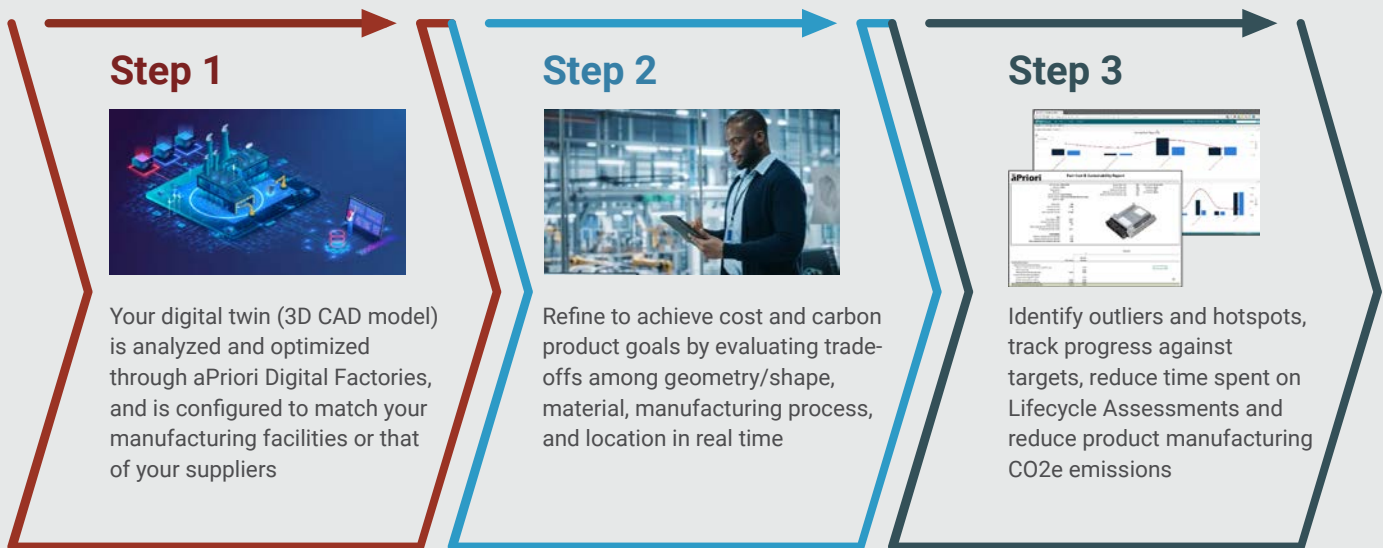 Step 1
Your digital twin (3D CAD model)
is analyzed and optimized
through aPriori Digital Factories,
and is configured to match your
manufacturing facilities or that
of your suppliers
Step 2
Refine to achieve cost and carbon
product goals by evaluating trade-
offs among geometry/shape,
material, manufacturing process,
and location in real time
Step 3
aPriori
Part Cost & Sustainability Report
Identify outliers and hotspots,
track progress against
targets, reduce time spent on
Lifecycle Assessments and
reduce product manufacturing
CO2e emissions